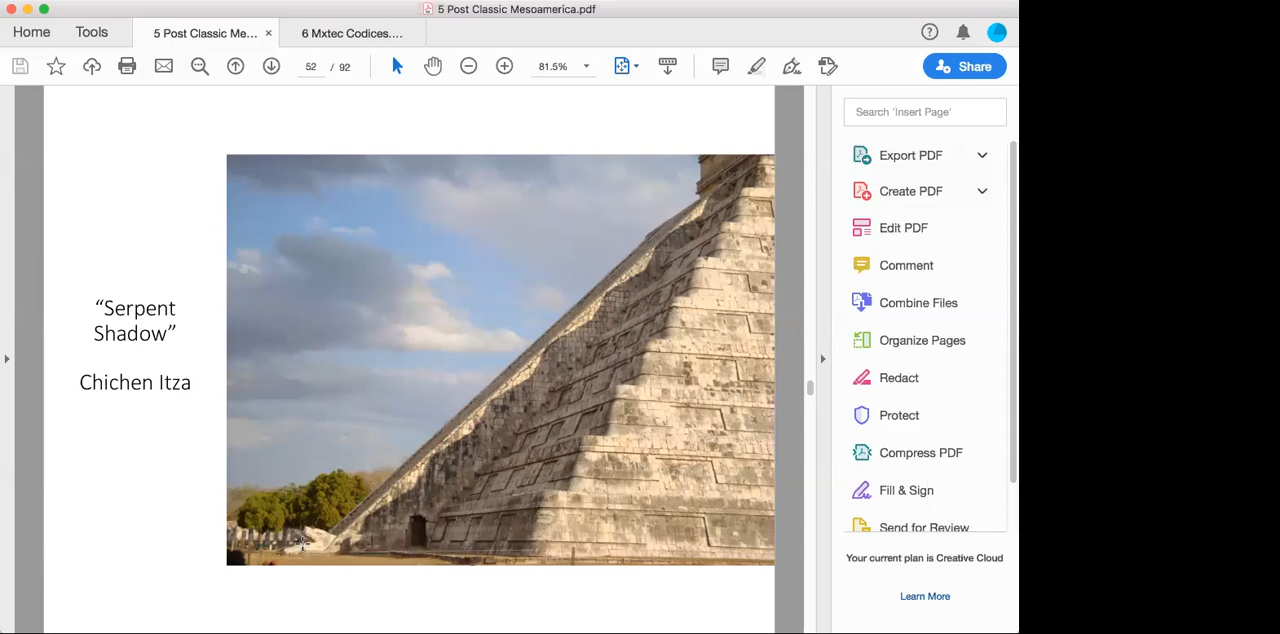 5 Post Classic Mesoamerica.pdf
Home
Tools
5 Post Classic Me... ×
6 Mxtec Codices....
52 / 92
81.5%
Share
“Serpent
Shadow”
Chichen Itza
Search 'Insert Page'
Export PDF
Create PDF
Edit PDF
Comment
Combine Files
Organize Pages
Redact
Protect
Compress PDF
Fill & Sign
Send for Review
Your current plan is Creative Cloud
Learn More